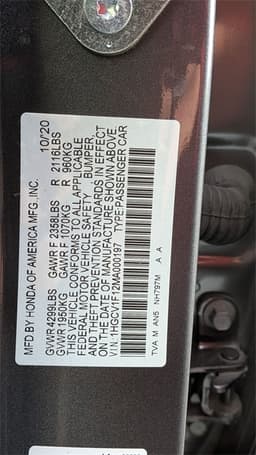 MFD BY HONDA OF AMERICA MFG., INC. 10/20
GVWR 4299LBS GAWR F 2358LBS R 2116LBS
GVWR 1950KG GAWR F 1070KG R 960KG
THIS VEHICLE CONFORMS TO ALL APPLICABLE
FEDERAL MOTOR VEHICLE SAFETY, BUMPER,
AND THEFT PREVENTION STANDARDS IN EFFECT
ON THE DATE OF MANUFACTURE SHOWN ABOVE.
V.I.N.:1HGCV1F12MA000197 TYPE:PASSENGER CAR
TVA M AN5 NH797M A A